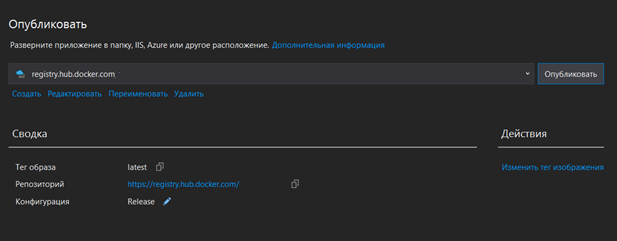 Опубликовать
Разверните приложение в папку, IIS, Azure или другое расположение. Дополнительная информация
registry.hub.docker.com
Опубликовать
Создать Редактировать Переименовать Удалить
Сводка
Действия
Тег образа latest
Изменить тег изображения
Репозиторий https://registry.hub.docker.com/
Конфигурация Release